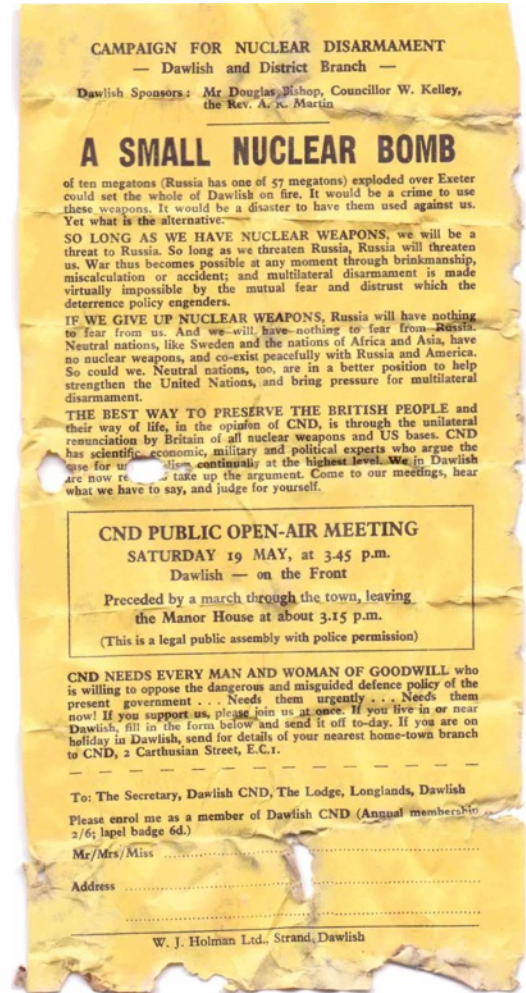 CAMPAIGN FOR NUCLEAR DISARMAMENT
— Dawlish and District Branch —
Dawlish Sponsors : Mr Douglas Bishop, Councillor W. Kelley,
the Rev. A. K. Martin
A SMALL NUCLEAR BOMB
of ten megatons (Russia has one of 57 megatons) exploded over Exeter
could set the whole of Dawlish on fire. It would be a crime to use
these weapons. It would be a disaster to have them used against us.
Yet what is the alternative.
SO LONG AS WE HAVE NUCLEAR WEAPONS, we will be a
threat to Russia. So long as we threaten Russia, Russia will threaten
us. War thus becomes possible at any moment through brinkmanship,
miscalculation or accident; and multilateral disarmament is made
virtually impossible by the mutual fear and distrust which the
deterrence policy engenders.
IF WE GIVE UP NUCLEAR WEAPONS, Russia will have nothing
to fear from us. And we will have nothing to fear from Russia.
Neutral nations, like Sweden and the nations of Africa and Asia, have
no nuclear weapons, and co-exist peacefully with Russia and America.
So could we. Neutral nations, too, are in a better position to help
strengthen the United Nations, and bring pressure for multilateral
disarmament.
THE BEST WAY TO PRESERVE THE BRITISH PEOPLE and
their way of life, in the opinion of CND, is through the unilateral
renunciation by Britain of all nuclear weapons and US bases. CND
has scientific, economic, military and political experts who argue the
case for continually at the highest level. We in Dawlish
are now take up the argument. Come to our meetings, hear
what we have to say, and judge for yourself.
CND PUBLIC OPEN-AIR MEETING
SATURDAY 19 MAY, at 3.45 p.m.
Dawlish — on the Front
Preceded by a march through the town, leaving
the Manor House at about 3.15 p.m.
(This is a legal public assembly with police permission)
CND NEEDS EVERY MAN AND WOMAN OF GOODWILL who
is willing to oppose the dangerous and misguided defence policy of the
present government . . . Needs them urgently . . . Needs them
now! If you support us, please join us at once. If you live in or near
Dawlish, fill in the form below and send it off to-day. If you are on
holiday in Dawlish, send for details of your nearest home-town branch
to CND, 2 Carthusian Street, E.C.1.
To: The Secretary, Dawlish CND, The Lodge, Longlands, Dawlish
Please enrol me as a member of Dawlish CND (Annual membership
2/6; lapel badge 6d.)
Mr/Mrs/Miss
Address
W. J. Holman Ltd., Strand, Dawlish